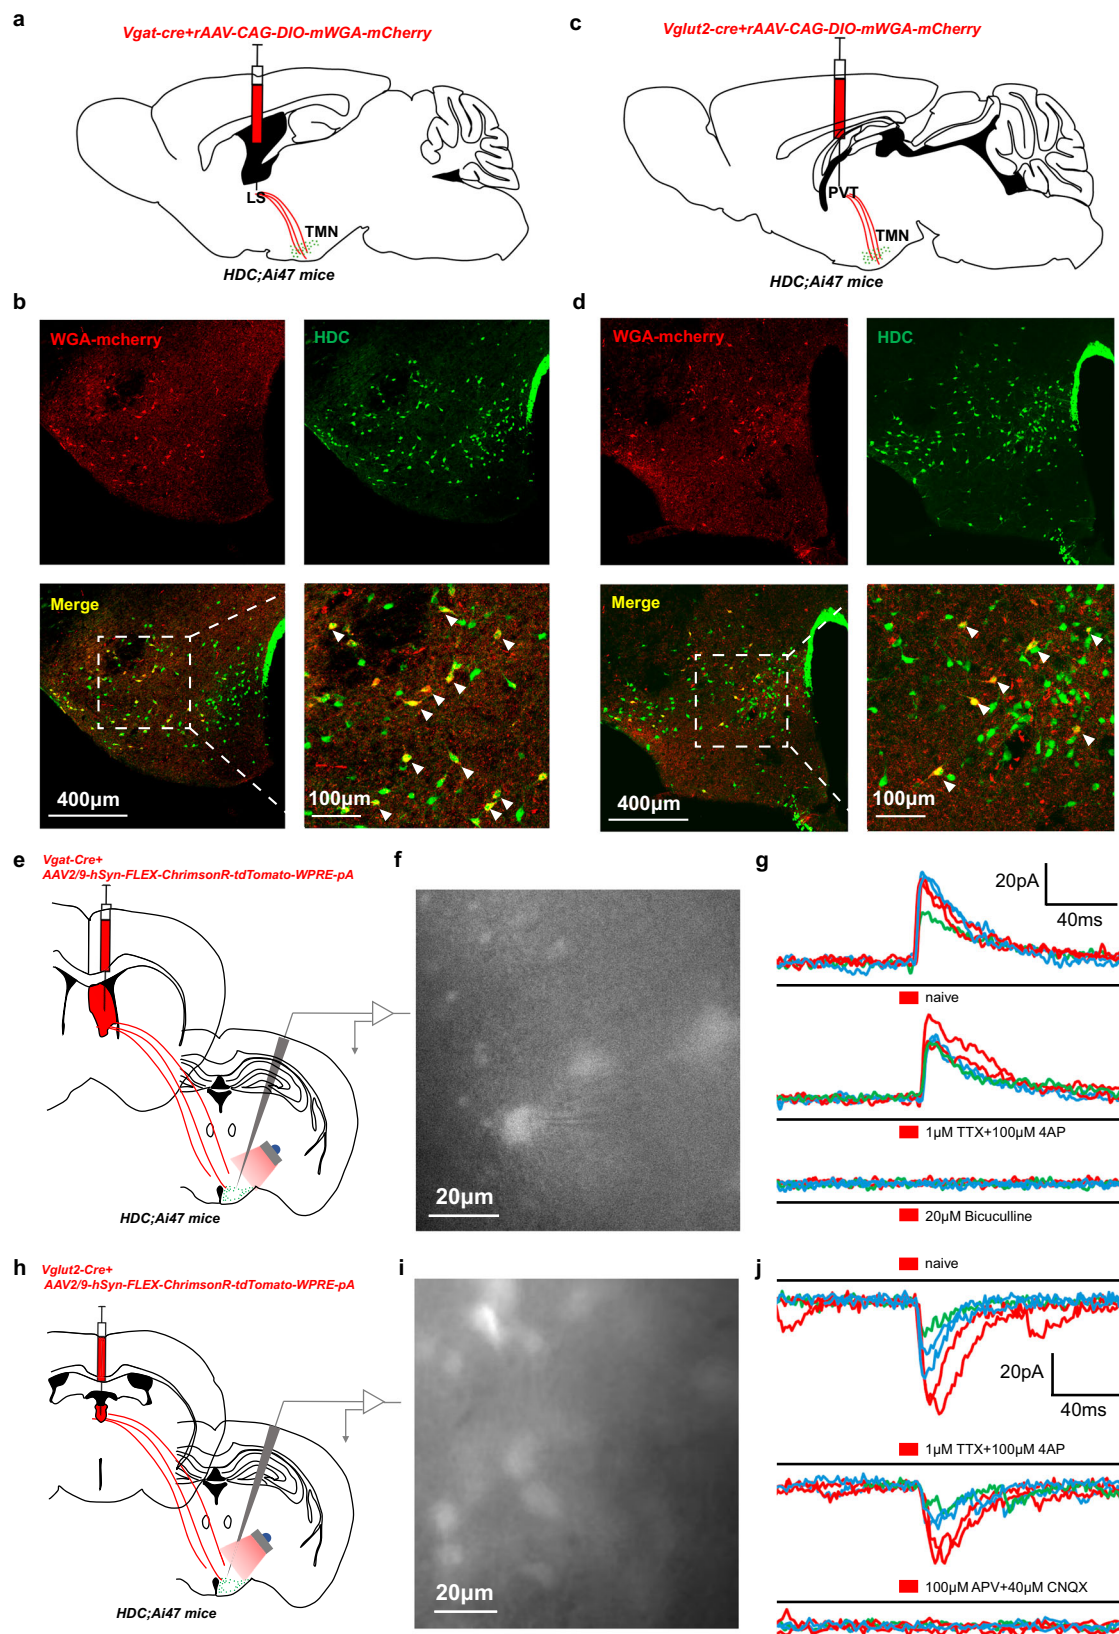 a
Vgat-cre+rAAV-CAG-DIO-mWGA-mCherry
LS
TMN
HDC;Ai47 mice
c
Vglut2-cre+rAAV-CAG-DIO-mWGA-mCherry
PVT
TMN
HDC;Ai47 mice
b
WGA-mcherry
HDC
Merge
400µm
100µm
d
WGA-mcherry
HDC
Merge
400µm
100µm
e
Vgat-Cre+
AAV2/9-hSyn-FLEX-ChrimsonR-tdTomato-WPRE-pA
HDC;Ai47 mice
f
20µm
g
20pA
40ms
naive
1µM TTX+100µM 4AP
20µM Bicuculline
h
Vglut2-Cre+
AAV2/9-hSyn-FLEX-ChrimsonR-tdTomato-WPRE-pA
HDC;Ai47 mice
i
20µm
j
naive
20pA
40ms
1µM TTX+100µM 4AP
100µM APV+40µM CNQX